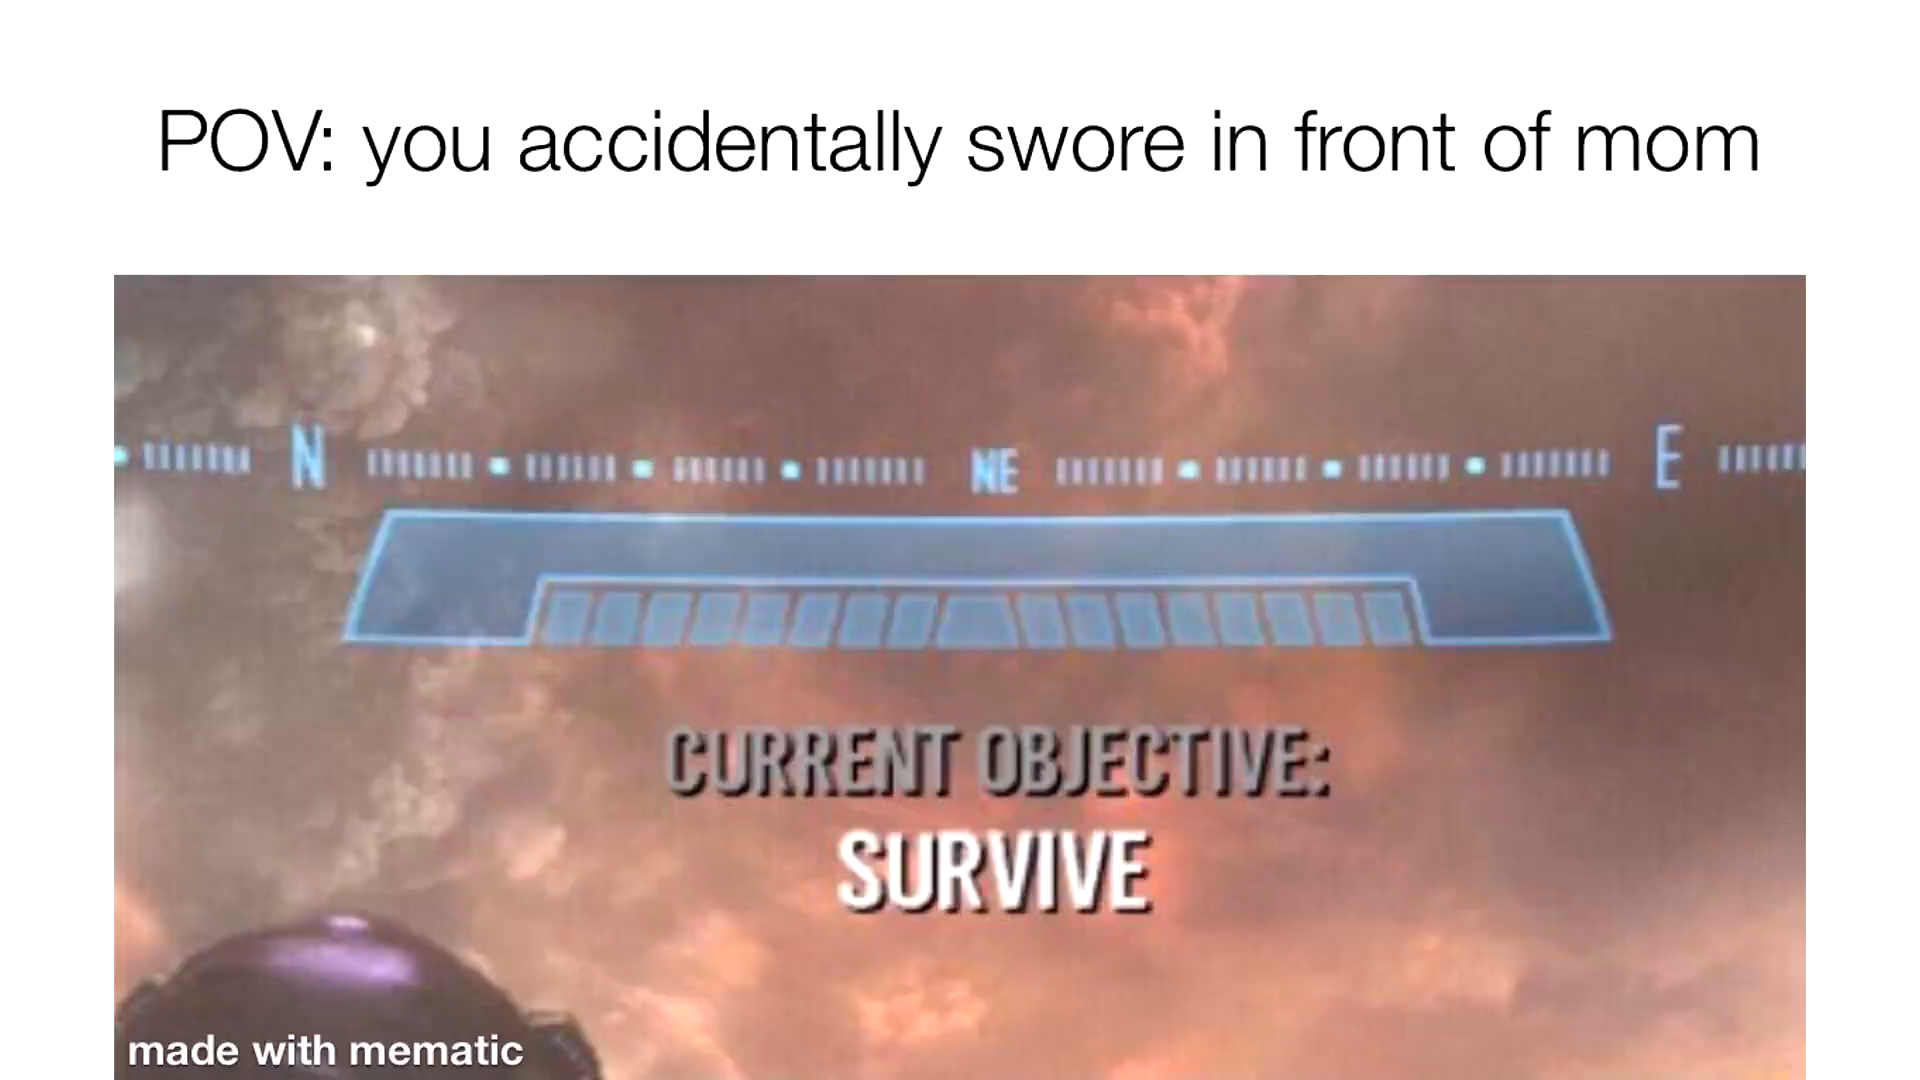 POV: you accidentally swore in front of mom
N NE E
CURRENT OBJECTIVE:
SURVIVE
made with mematic